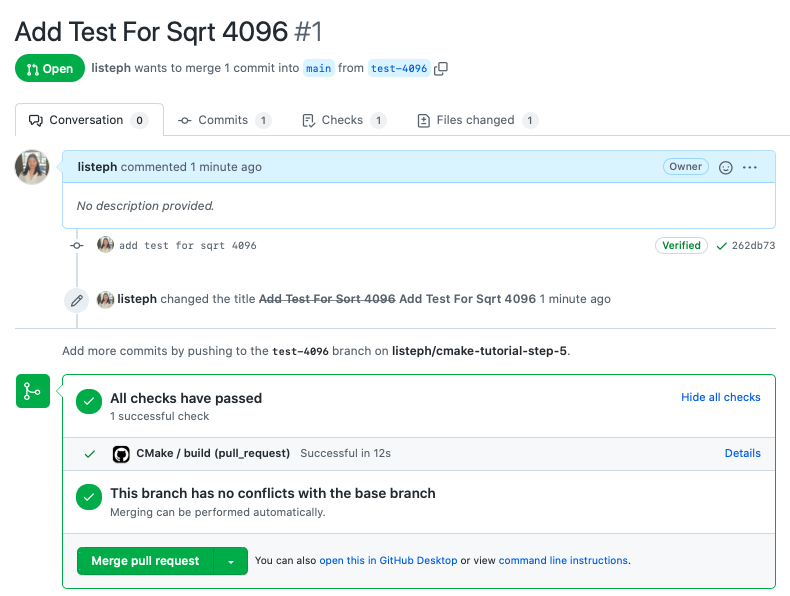 Add Test For Sqrt 4096 #1
Open listeph wants to merge 1 commit into main from test-4096
Conversation 0 Commits 1 Checks 1 Files changed 1
listeph commented 1 minute ago Owner
No description provided.
add test for sqrt 4096 Verified 262db73
listeph changed the title Add Test For Sort 4096 Add Test For Sqrt 4096 1 minute ago
Add more commits by pushing to the test-4096 branch on listeph/cmake-tutorial-step-5.
All checks have passed Hide all checks
1 successful check
CMake / build (pull_request) Successful in 12s Details
This branch has no conflicts with the base branch
Merging can be performed automatically.
Merge pull request You can also open this in GitHub Desktop or view command line instructions.